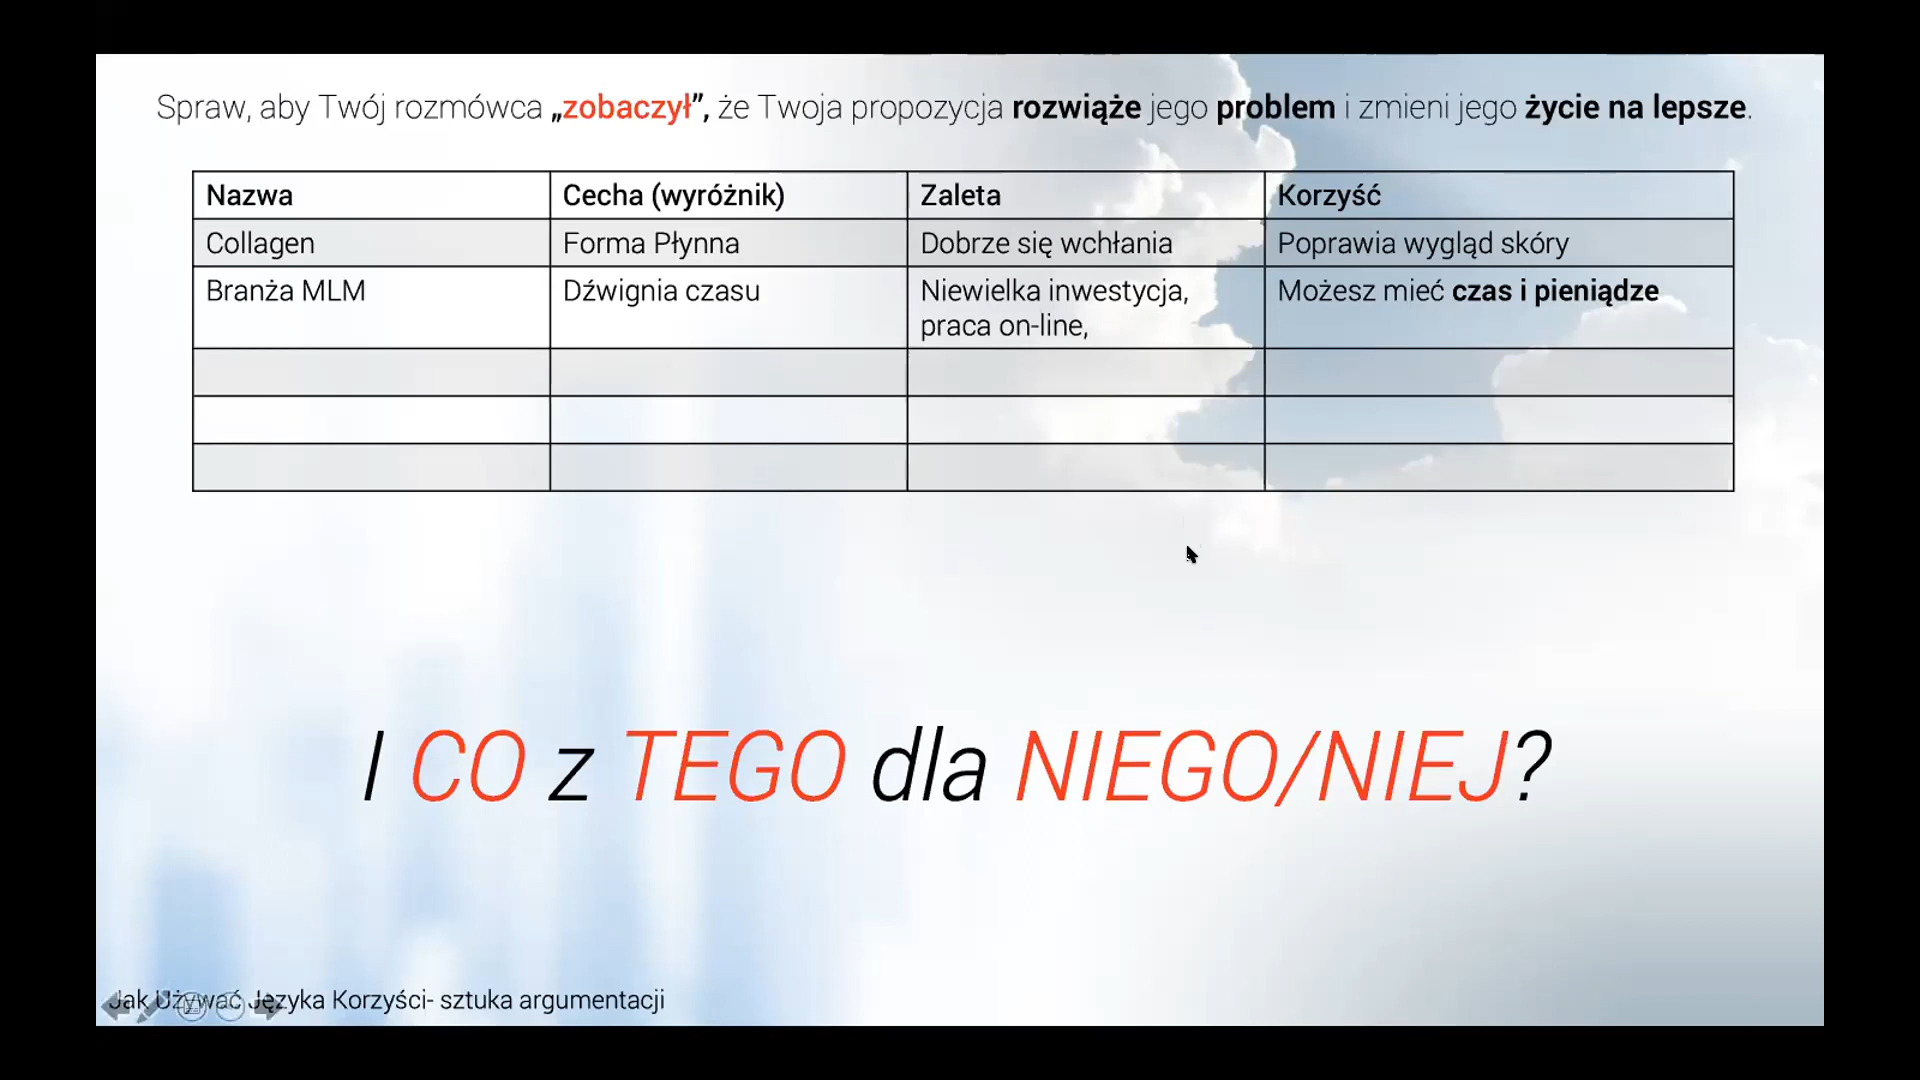 Spraw, aby Twój rozmówca „zobaczył”, że Twoja propozycja rozwiąże jego problem i zmieni jego życie na lepsze.
Nazwa Cecha (wyróżnik) Zaleta Korzyść
Collagen Forma Płynna Dobrze się wchłania Poprawia wygląd skóry
Branża MLM Dźwignia czasu Niewielka inwestycja, Możesz mieć czas i pieniądze
praca on-line,
I CO z TEGO dla NIEGO/NIEJ?
Jak Używać Języka Korzyści- sztuka argumentacji